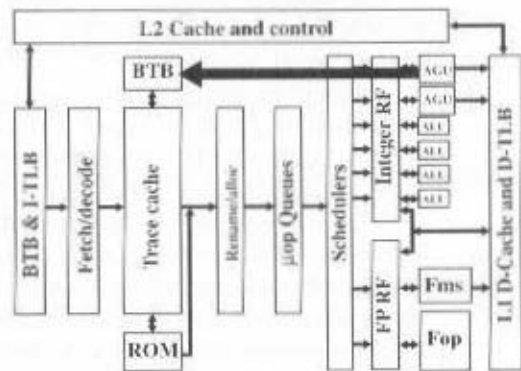 L2 Cache and control
BTB
BTB & I-TLB
Fetch/decode
Trace cache
ROM
Rename/alloc
µop Queues
Schedulers
Integer RF
FP RF
AGU
AGU
ALU
ALU
ALU
ALU
Fms
Fop
L1 D-Cache and D-TLB